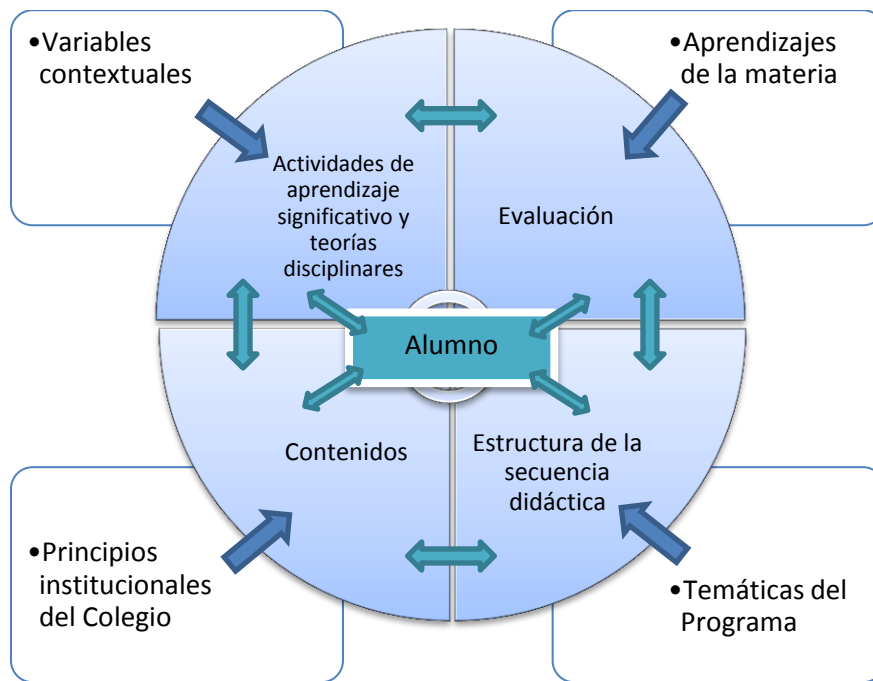 •Variables
contextuales
•Aprendizajes
de la materia
Actividades de
aprendizaje
significativo y
teorías
disciplinares
Evaluación
Alumno
Contenidos
Estructura de la
secuencia
didáctica
•Principios
institucionales
del Colegio
•Temáticas del
Programa